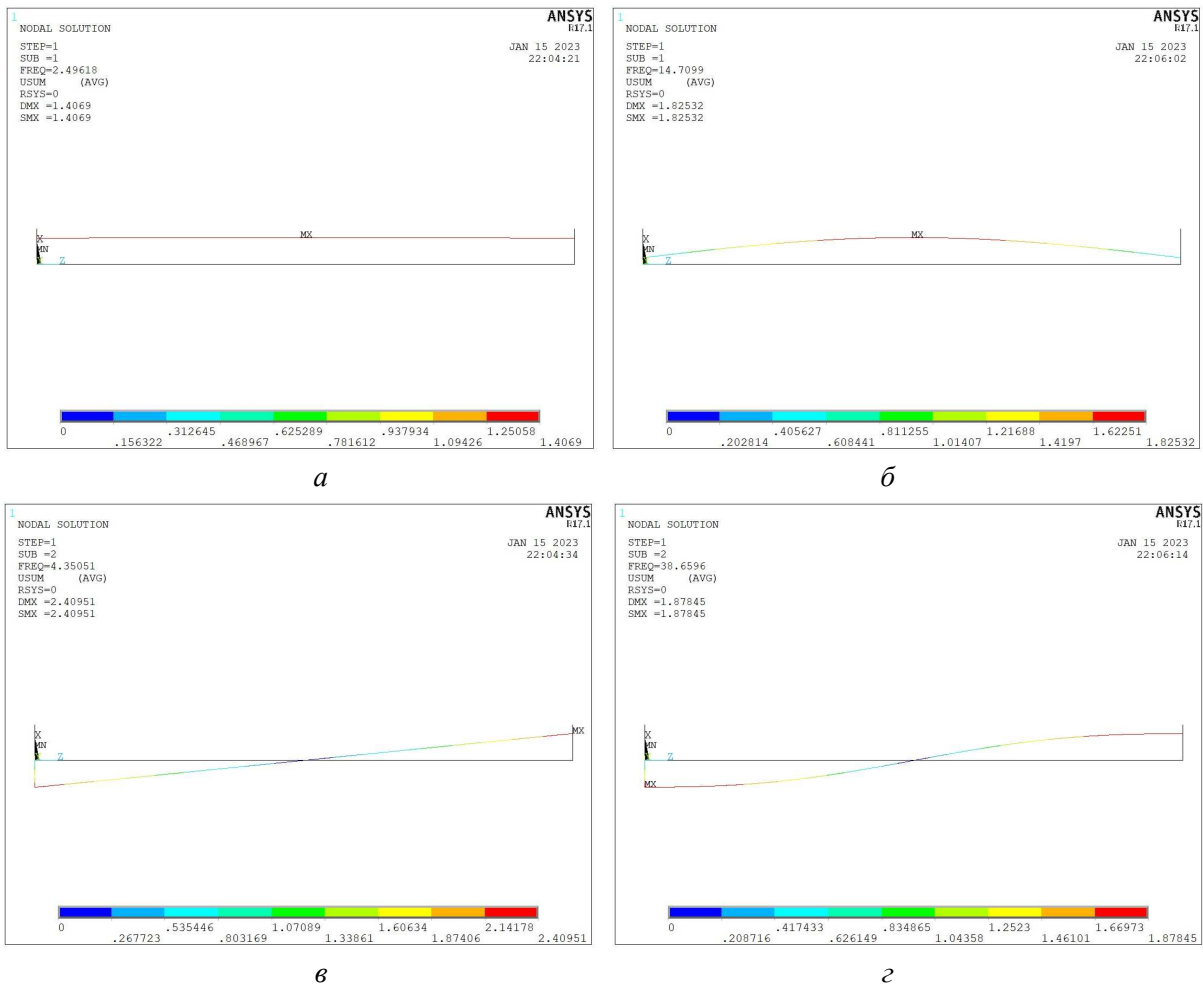 1
ANSYS
R17.1
NODAL SOLUTION
STEP=1
SUB =1
FREQ=2.49618
USUM (AVG)
RSYS=0
DMX =1.4069
SMX =1.4069
JAN 15 2023
22:04:21
MX
X
MN
Z
0 .312645 .625289 .937934 1.25058
.156322 .468967 .781612 1.09426 1.4069
а
1
ANSYS
R17.1
NODAL SOLUTION
STEP=1
SUB =1
FREQ=14.7099
USUM (AVG)
RSYS=0
DMX =1.82532
SMX =1.82532
JAN 15 2023
22:06:02
MX
X
MN
Z
0 .405627 .811255 1.21688 1.62251
.202814 .608441 1.01407 1.4197 1.82532
б
1
ANSYS
R17.1
NODAL SOLUTION
STEP=1
SUB =2
FREQ=4.35051
USUM (AVG)
RSYS=0
DMX =2.40951
SMX =2.40951
JAN 15 2023
22:04:34
MX
X
MN
Z
0 .535446 1.07089 1.60634 2.14178
.267723 .803169 1.33861 1.87406 2.40951
в
1
ANSYS
R17.1
NODAL SOLUTION
STEP=1
SUB =2
FREQ=38.6596
USUM (AVG)
RSYS=0
DMX =1.87845
SMX =1.87845
JAN 15 2023
22:06:14
X
MN
Z
MX
0 .417433 .834865 1.2523 1.66973
.208716 .626149 1.04358 1.46101 1.87845
г